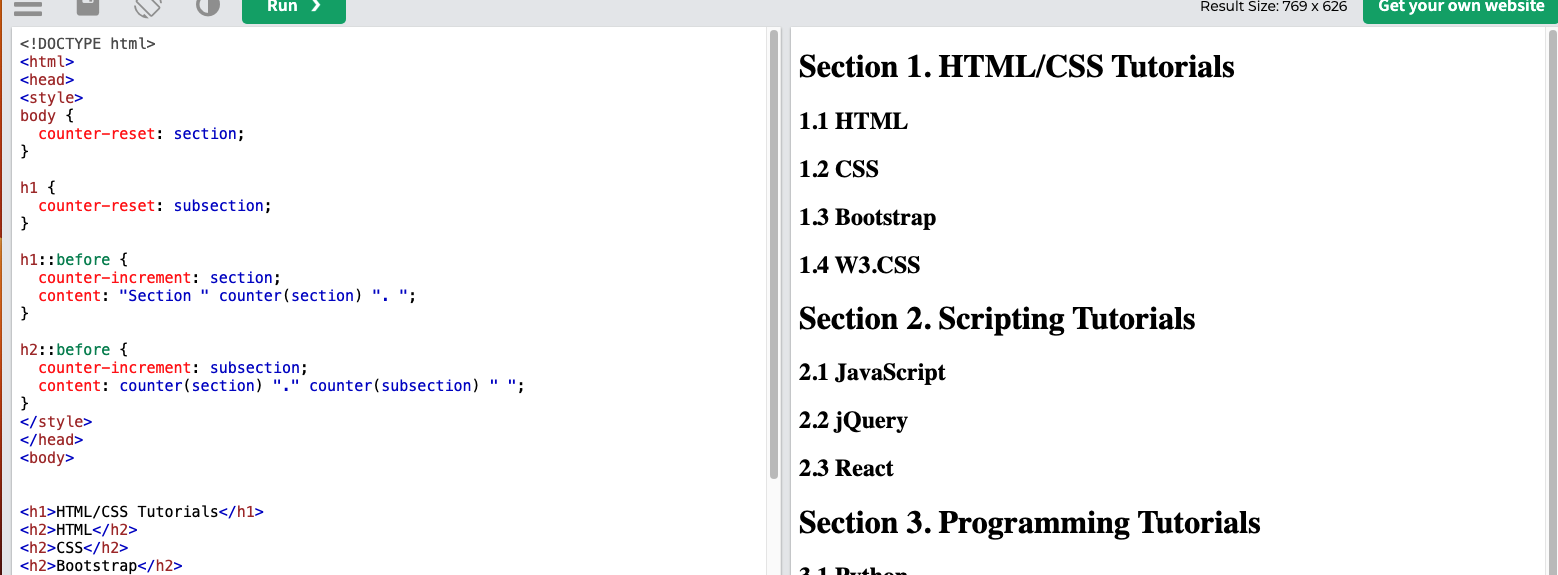 Run ❯
Result Size: 769 x 626
Get your own website
<!DOCTYPE html>
<html>
<head>
<style>
body {
  counter-reset: section;
}

h1 {
  counter-reset: subsection;
}

h1::before {
  counter-increment: section;
  content: "Section " counter(section) ". ";
}

h2::before {
  counter-increment: subsection;
  content: counter(section) "." counter(subsection) " ";
}
</style>
</head>
<body>


<h1>HTML/CSS Tutorials</h1>
<h2>HTML</h2>
<h2>CSS</h2>
<h2>Bootstrap</h2>
Section 1. HTML/CSS Tutorials
1.1 HTML
1.2 CSS
1.3 Bootstrap
1.4 W3.CSS
Section 2. Scripting Tutorials
2.1 JavaScript
2.2 jQuery
2.3 React
Section 3. Programming Tutorials
3.1 Python